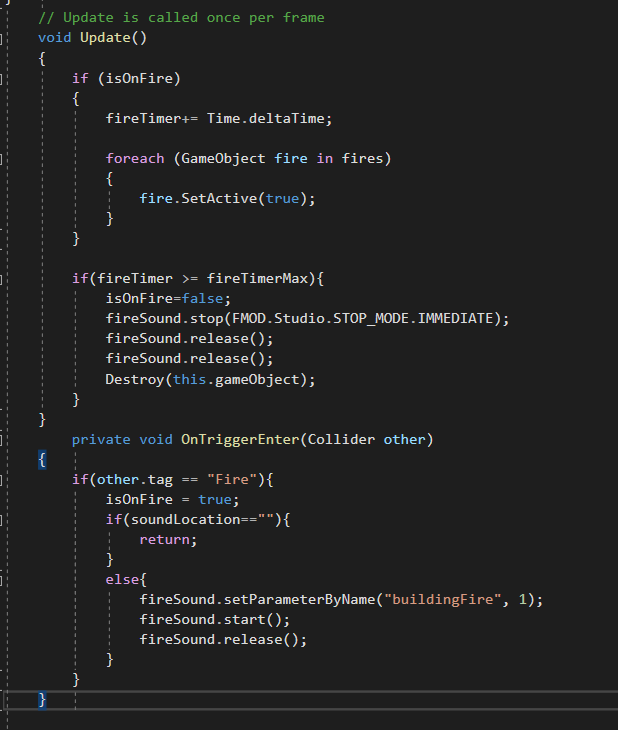 // Update is called once per frame
void Update()
{
if (isOnFire)
{
fireTimer+= Time.deltaTime;
foreach (GameObject fire in fires)
{
fire.SetActive(true);
}
}
if(fireTimer >= fireTimerMax){
isOnFire=false;
fireSound.stop(FMOD.Studio.STOP_MODE.IMMEDIATE);
fireSound.release();
fireSound.release();
Destroy(this.gameObject);
}
}
private void OnTriggerEnter(Collider other)
{
if(other.tag == "Fire"){
isOnFire = true;
if(soundLocation==""){
return;
}
else{
fireSound.setParameterByName("buildingFire", 1);
fireSound.start();
fireSound.release();
}
}
}